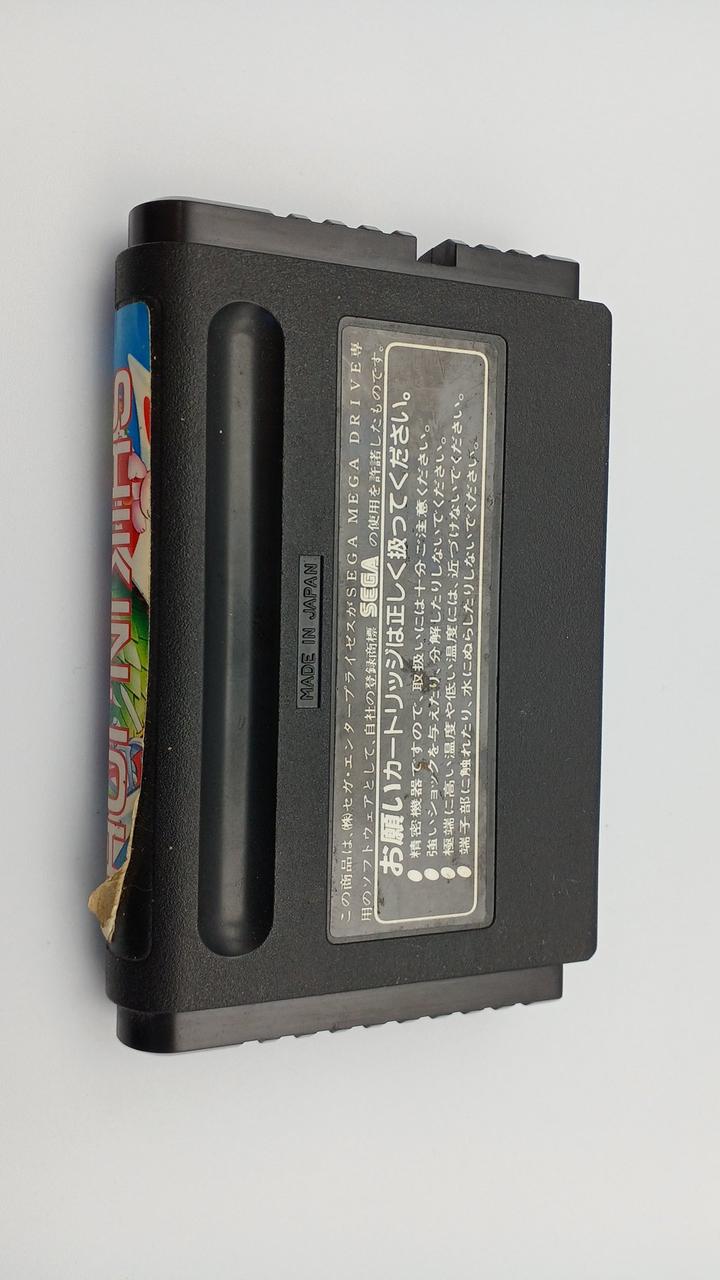 MADE IN JAPAN
この商品は、㈱セガ・エンタープライゼスがSEGA MEGA DRIVE専
用のソフトウェアとして、自社の登録商標 SEGA の使用を許諾したものです。
お願いカートリッジは正しく扱ってください。
●精密機器ですので、取扱いには十分ご注意ください。
●強いショックを与えたり、分解したりしないでください。
●極端に高い温度や低い温度には、近づけないでください。
●端子部に触れたり、水にぬらしたりしないでください。